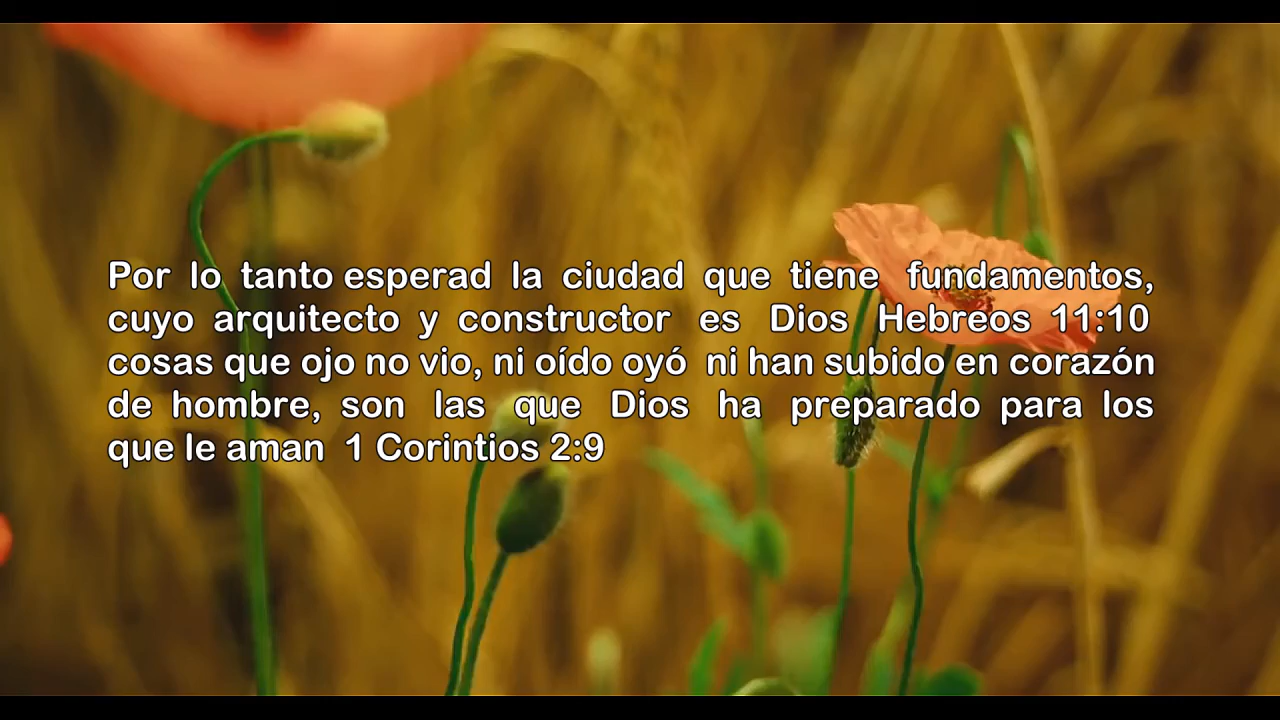 Por lo tanto esperad la ciudad que tiene fundamentos,
cuyo arquitecto y constructor es Dios Hebreos 11:10
cosas que ojo no vio, ni oído oyó ni han subido en corazón
de hombre, son las que Dios ha preparado para los
que le aman 1 Corintios 2:9